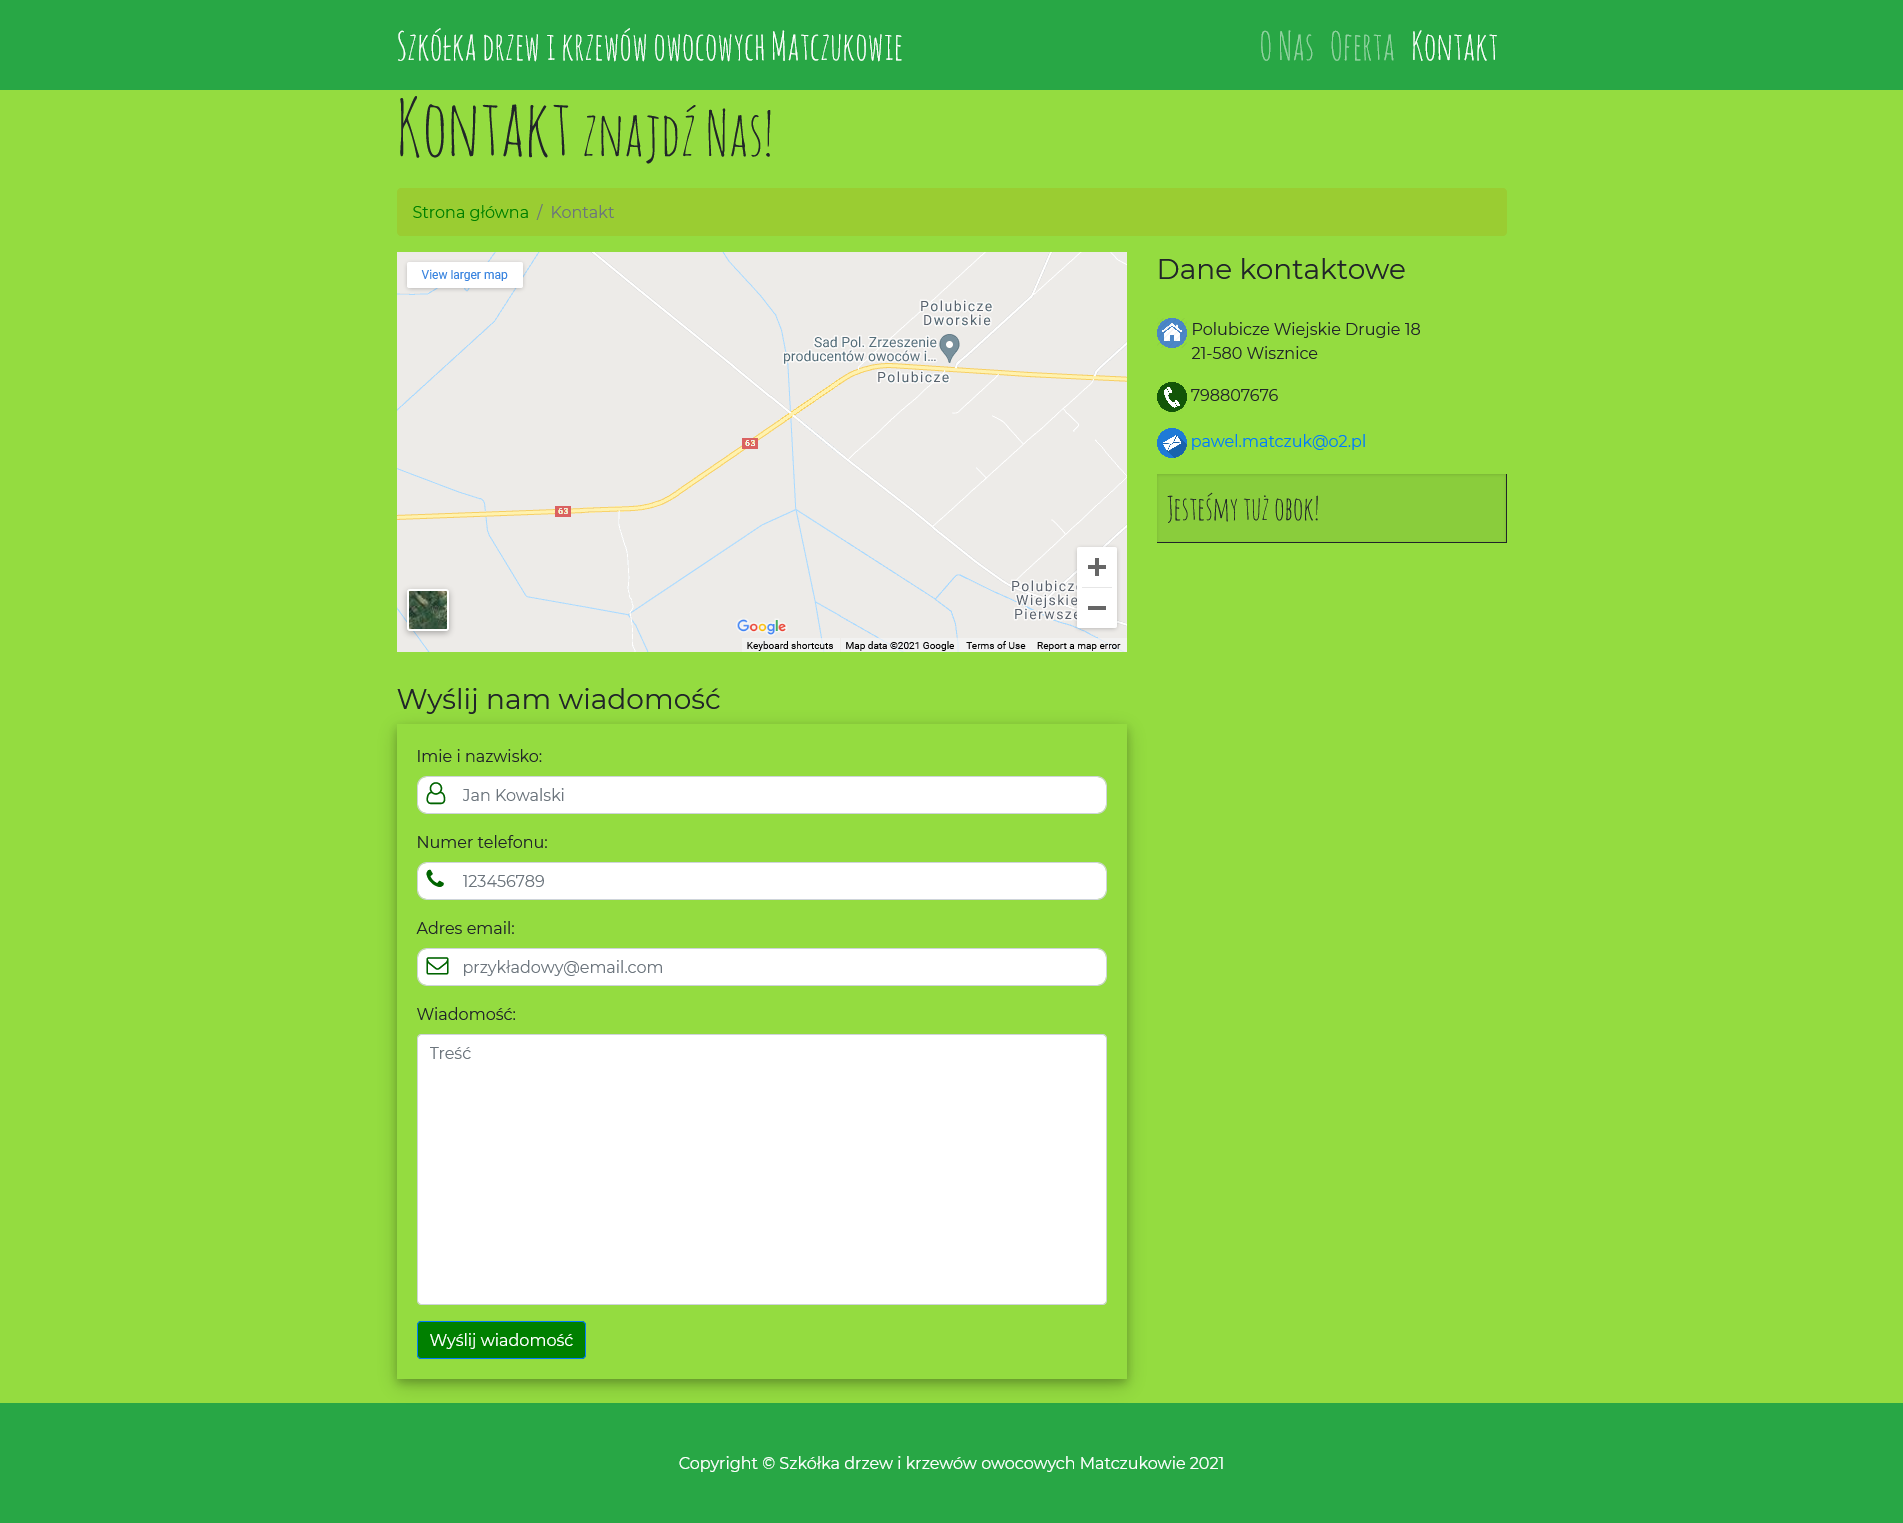 Szkółka drzew i krzewów owocowych Matczukowie
O Nas Oferta Kontakt
Kontakt znajdź Nas!
Strona główna / Kontakt
View larger map
Polubicze
Dworskie
Sad Pol. Zrzeszenie
producentów owoców i...
Polubicze
63
63
Polubicze
Wiejskie
Pierwsze
Google
Keyboard shortcuts Map data ©2021 Google Terms of Use Report a map error
Dane kontaktowe
Polubicze Wiejskie Drugie 18
21-580 Wisznice
798807676
pawel.matczuk@o2.pl
Jesteśmy tuż obok!
Wyślij nam wiadomość
Imie i nazwisko:
Jan Kowalski
Numer telefonu:
123456789
Adres email:
przykładowy@email.com
Wiadomość:
Treść
Wyślij wiadomość
Copyright © Szkółka drzew i krzewów owocowych Matczukowie 2021